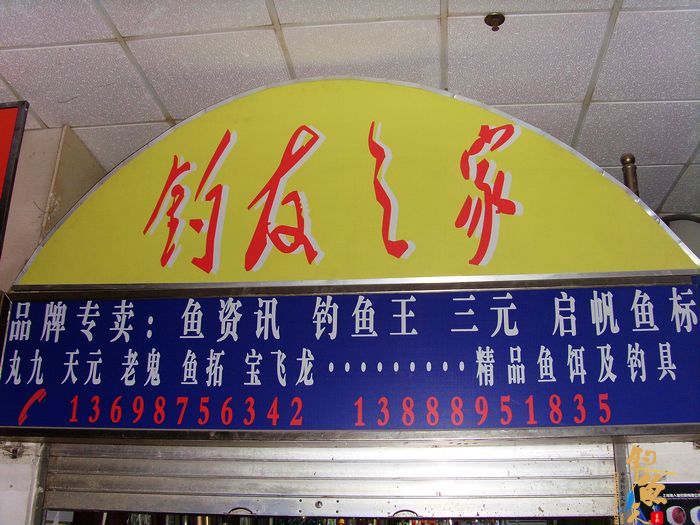 钓友之家
品牌专卖：鱼资讯 钓鱼王 三元 启帆鱼标
丸九 天元 老鬼 鱼拓 宝飞龙·········精品鱼饵及钓具
13698756342 13888951835